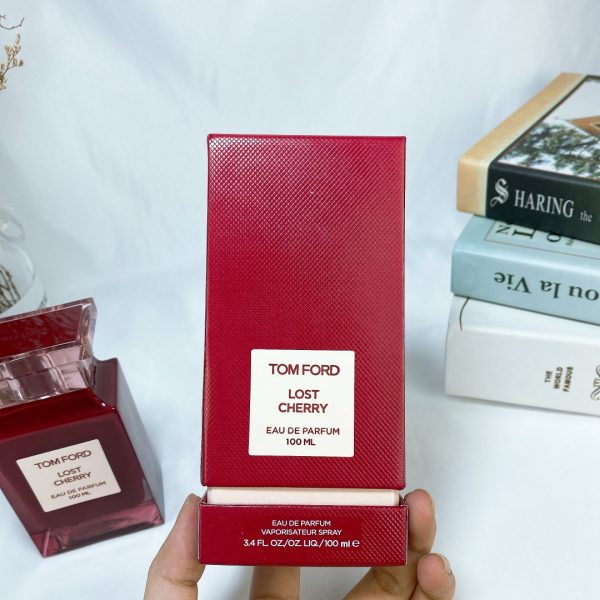 TOM FORD
LOST
CHERRY
EAU DE PARFUM
100 ML
EAU DE PARFUM
VAPORISATEUR SPRAY
3.4 FL. OZ./OZ. LIQ./100 ml ℮
TOM FORD
LOST
CHERRY
EAU DE PARFUM
100 ML
SHARING the
ou la Vie
THE
WORLD
FAMOUS